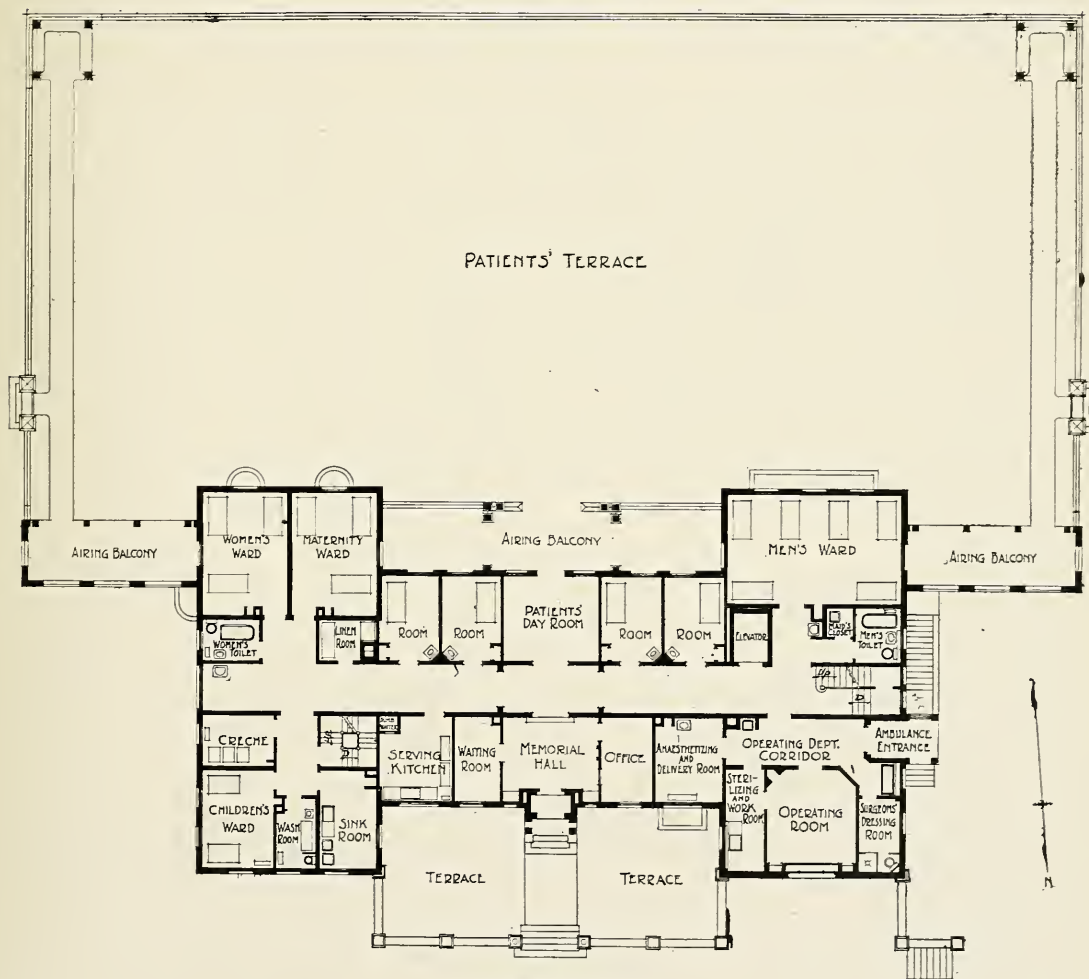 PATIENTS' TERRACE
AIRING BALCONY
WOMEN'S
WARD
MATERNITY
WARD
AIRING BALCONY
MEN'S WARD
AIRING BALCONY
WOMEN'S
TOILET
LINEN
ROOM
ROOM
ROOM
PATIENTS'
DAY ROOM
ROOM
ROOM
ELEVATOR
MAID'S
CLOSET
MEN'S
TOILET
UP
D
CRECHE
UP
DUMB
WAITER
SERVING
KITCHEN
WAITING
ROOM
MEMORIAL
HALL
OFFICE
ANAESTHETIZING
AND
DELIVERY ROOM
OPERATING DEPT.
CORRIDOR
AMBULANCE
ENTRANCE
CHILDREN'S
WARD
WASH
ROOM
SINK
ROOM
STERI-
LIZING
AND
WORK
ROOM
OPERATING
ROOM
SURGEONS'
DRESSING
ROOM
TERRACE
TERRACE
N